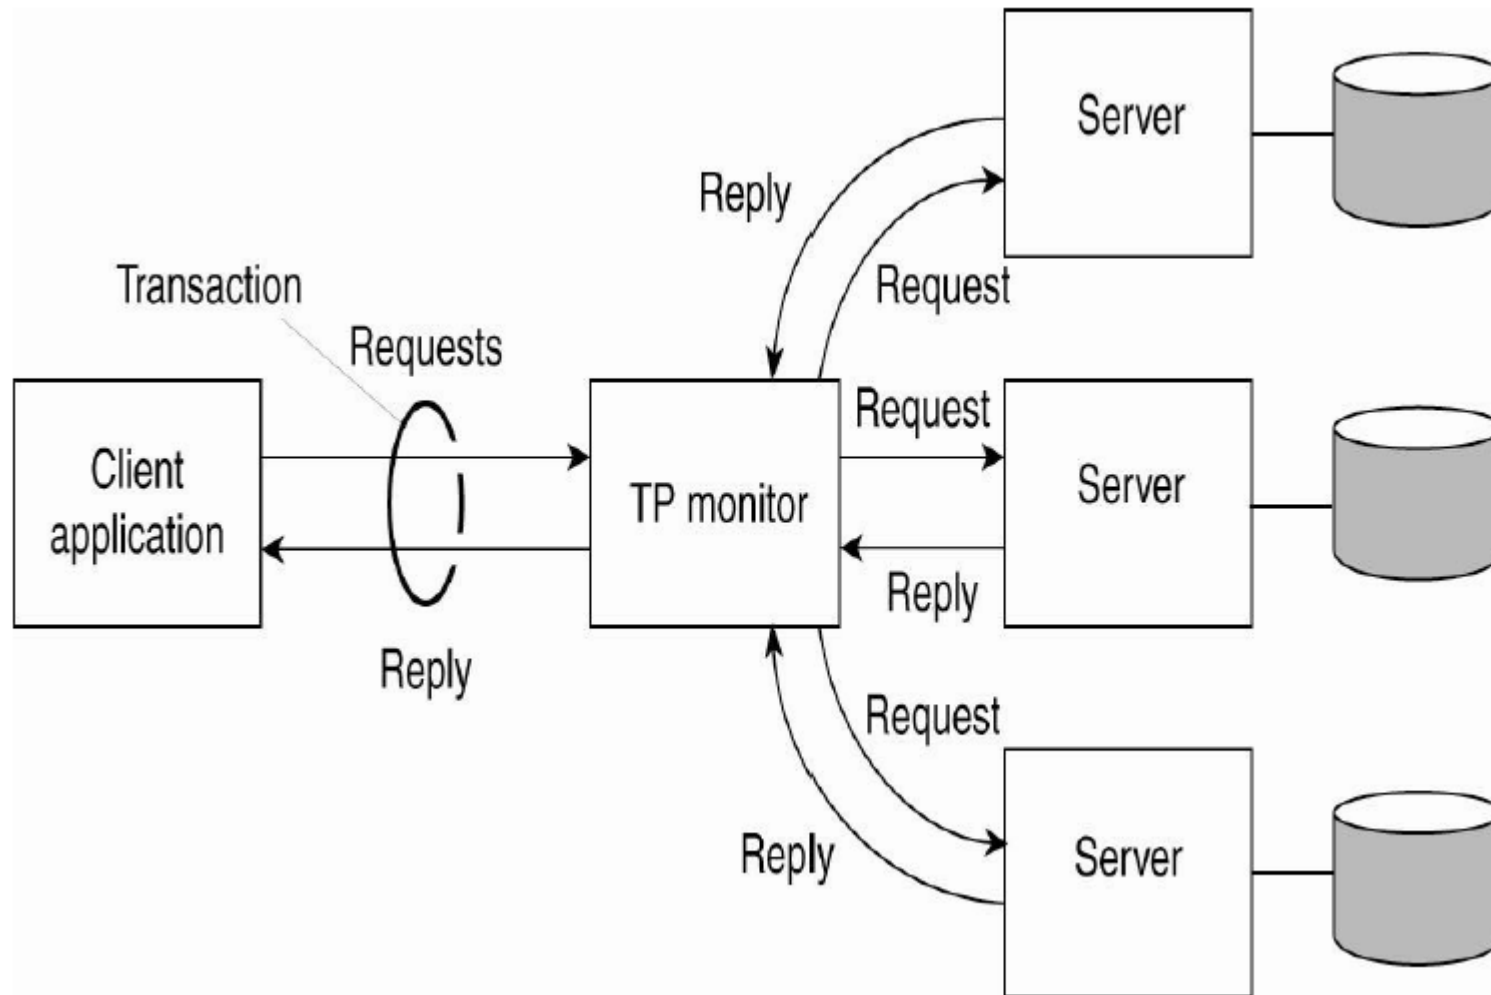 Server
Reply
Transaction
Request
Requests
Request
Client
application
TP monitor
Server
Reply
Reply
Request
Reply
Server